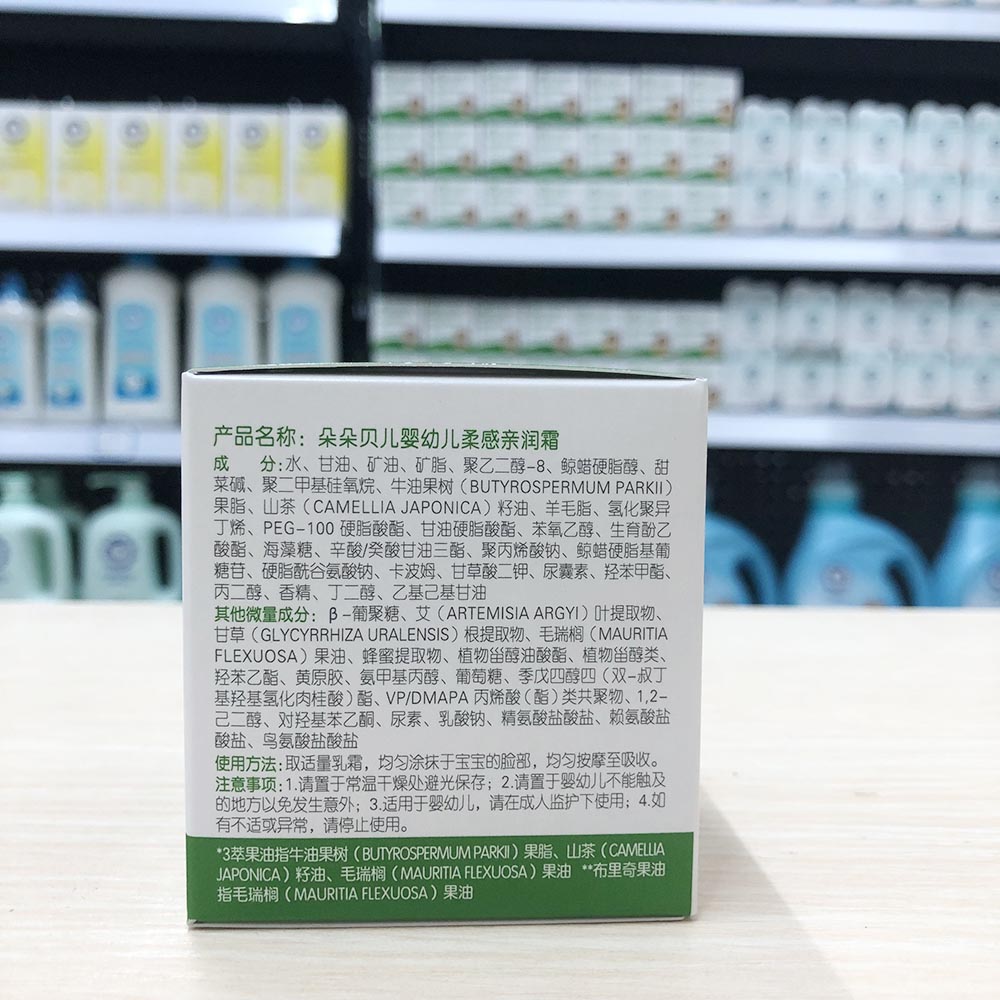 产品名称：朵朵贝儿婴幼儿柔感亲润霜
成 分:水、甘油、矿油、矿脂、聚乙二醇-8、鲸蜡硬脂醇、甜
菜碱、聚二甲基硅氧烷、牛油果树（BUTYROSPERMUM PARKII）
果脂、山茶（CAMELLIA JAPONICA）籽油、羊毛脂、氢化聚异
丁烯、PEG-100 硬脂酸酯、甘油硬脂酸酯、苯氧乙醇、生育酚乙
酸酯、海藻糖、辛酸/癸酸甘油三酯、聚丙烯酸钠、鲸蜡硬脂基葡
糖苷、硬脂酰谷氨酸钠、卡波姆、甘草酸二钾、尿囊素、羟苯甲酯、
丙二醇、香精、丁二醇、乙基己基甘油
其他微量成分：β-葡聚糖、艾（ARTEMISIA ARGYI）叶提取物、
甘草（GLYCYRRHIZA URALENSIS）根提取物、毛瑞榈（MAURITIA
FLEXUOSA）果油、蜂蜜提取物、植物甾醇油酸酯、植物甾醇类、
羟苯乙酯、黄原胶、氨甲基丙醇、葡萄糖、季戊四醇四（双-叔丁
基羟基氢化肉桂酸）酯、VP/DMAPA 丙烯酸（酯）类共聚物、1,2-
己二醇、对羟基苯乙酮、尿素、乳酸钠、精氨酸盐酸盐、赖氨酸盐
酸盐、鸟氨酸盐酸盐
使用方法：取适量乳霜，均匀涂抹于宝宝的脸部，均匀按摩至吸收。
注意事项：1.请置于常温干燥处避光保存；2.请置于婴幼儿不能触及
的地方以免发生意外；3.适用于婴幼儿，请在成人监护下使用；4.如
有不适或异常，请停止使用。
*3萃果油指牛油果树（BUTYROSPERMUM PARKII）果脂、山茶（CAMELLIA
JAPONICA）籽油、毛瑞榈（MAURITIA FLEXUOSA）果油 **布里奇果油
指毛瑞榈（MAURITIA FLEXUOSA）果油